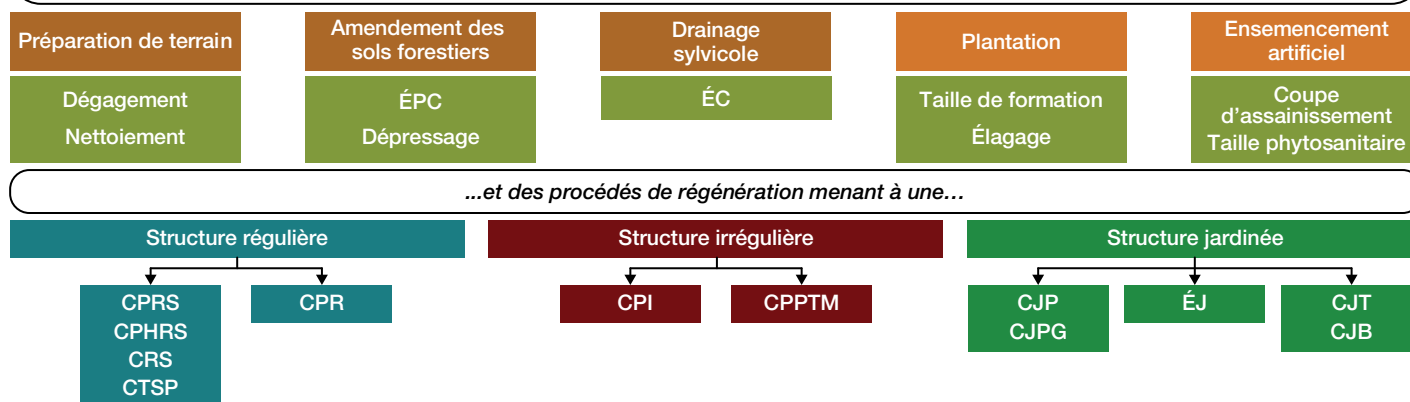 Préparation de terrain
Amendement des
sols forestiers
Drainage
sylvicole
Plantation
Ensemencement
artificiel
Dégagement
Nettoiement
ÉPC
Dépressage
ÉC
Taille de formation
Élagage
Coupe
d'assainissement
Taille phytosanitaire
...et des procédés de régénération menant à une…
Structure régulière
Structure irrégulière
Structure jardinée
CPRS
CPHRS
CRS
CTSP
CPR
CPI
CPPTM
CJP
CJPG
ÉJ
CJT
CJB